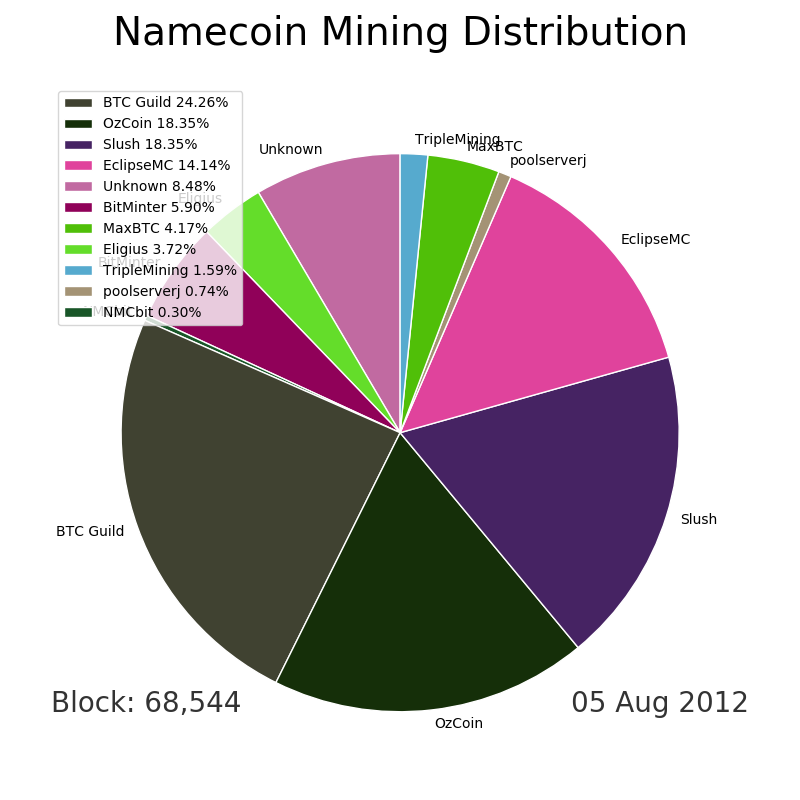 Namecoin Mining Distribution
BTC Guild 24.26%
OzCoin 18.35%
Slush 18.35%
EclipseMC 14.14%
Unknown 8.48%
BitMinter 5.90%
MaxBTC 4.17%
Eligius 3.72%
TripleMining 1.59%
poolserverj 0.74%
NMCbit 0.30%
Unknown
TripleMining
MaxBTC
poolserverj
Eligius
EclipseMC
BitMinter
Slush
BTC Guild
OzCoin
Block: 68,544
05 Aug 2012